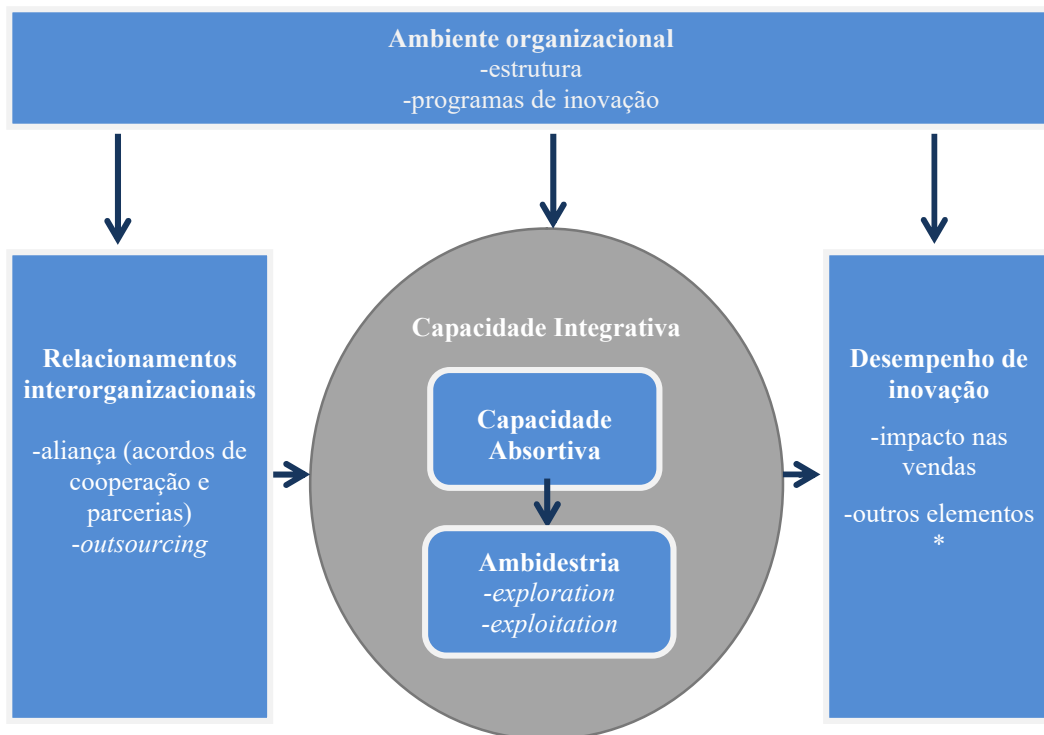 Ambiente organizacional
-estrutura
-programas de inovação
Relacionamentos
interorganizacionais
-aliança (acordos de
cooperação e
parcerias)
-outsourcing
Capacidade Integrativa
Capacidade
Absortiva
Ambidestria
-exploration
-exploitation
Desempenho de
inovação
-impacto nas
vendas
-outros elementos
*